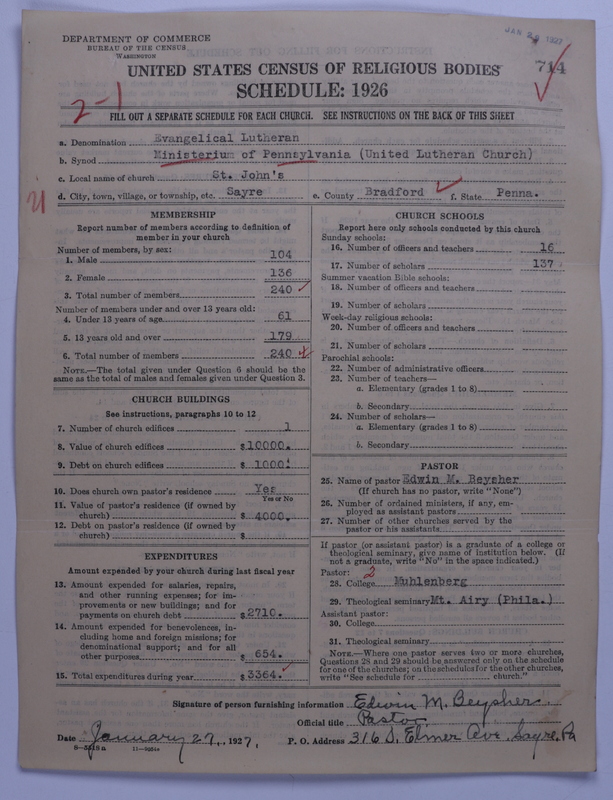 DEPARTMENT OF COMMERCE
BUREAU OF THE CENSUS
WASHINGTON
JAN 1927
714
UNITED STATES CENSUS OF RELIGIOUS BODIES
SCHEDULE: 1926
2-1
FILL OUT A SEPARATE SCHEDULE FOR EACH CHURCH. SEE INSTRUCTIONS ON THE BACK OF THIS SHEET
a. Denomination Evangelical Lutheran
b. Synod Ministerium of Pennsylvania (United Lutheran Church)
c. Local name of church St. John's
d. City, town, village, or township, etc. Sayre e. County Bradford f. State Penna.
MEMBERSHIP
Report number of members according to definition of
member in your church
Number of members, by sex:
1. Male 104
2. Female 136
3. Total number of members 240
Number of members under and over 13 years old:
4. Under 13 years of age 61
5. 13 years old and over 179
6. Total number of members 240
NOTE.—The total given under Question 6 should be the
same as the total of males and females given under Question 3.
CHURCH BUILDINGS
See instructions, paragraphs 10 to 12
7. Number of church edifices 1
8. Value of church edifices $10000.
9. Debt on church edifices $ 1000.
10. Does church own pastor's residence Yes
Yes or No
11. Value of pastor's residence (if owned by
church) $ 4000.
12. Debt on pastor's residence (if owned by
church) $
EXPENDITURES
Amount expended by your church during last fiscal year
13. Amount expended for salaries, repairs,
and other running expenses; for im-
provements or new buildings; and for
payments on church debt $2710.
14. Amount expended for benevolences, in-
cluding home and foreign missions; for
denominational support; and for all
other purposes $ 654.
15. Total expenditures during year $3364.
CHURCH SCHOOLS
Report here only schools conducted by this church
Sunday schools:
16. Number of officers and teachers 16
17. Number of scholars 137
Summer vacation Bible schools:
18. Number of officers and teachers
19. Number of scholars
Week-day religious schools:
20. Number of officers and teachers
21. Number of scholars
Parochial schools:
22. Number of administrative officers
23. Number of teachers—
a. Elementary (grades 1 to 8)
b. Secondary
24. Number of scholars—
a. Elementary (grades 1 to 8)
b. Secondary
PASTOR
25. Name of pastor Edwin M. Beysher
(If church has no pastor, write "None")
26. Number of ordained ministers, if any, em-
ployed as assistant pastors
27. Number of other churches served by the
pastor or his assistants
If pastor (or assistant pastor) is a graduate of a college or
theological seminary, give name of institution below. (If
not a graduate, write "No" in the space indicated.)
Pastor: 2
28. College Muhlenberg
29. Theological seminary Mt. Airy (Phila.)
Assistant pastor:
30. College
31. Theological seminary
NOTE.—Where one pastor serves two or more churches,
Questions 28 and 29 should be answered only on the schedule
for one of the churches; on the schedules for the other churches,
write "See schedule for church."
Signature of person furnishing information Edwin M. Beysher
Official title Pastor
Date January 27, 1927, P. O. Address 316 S. Elmer Ave. Sayre, Pa